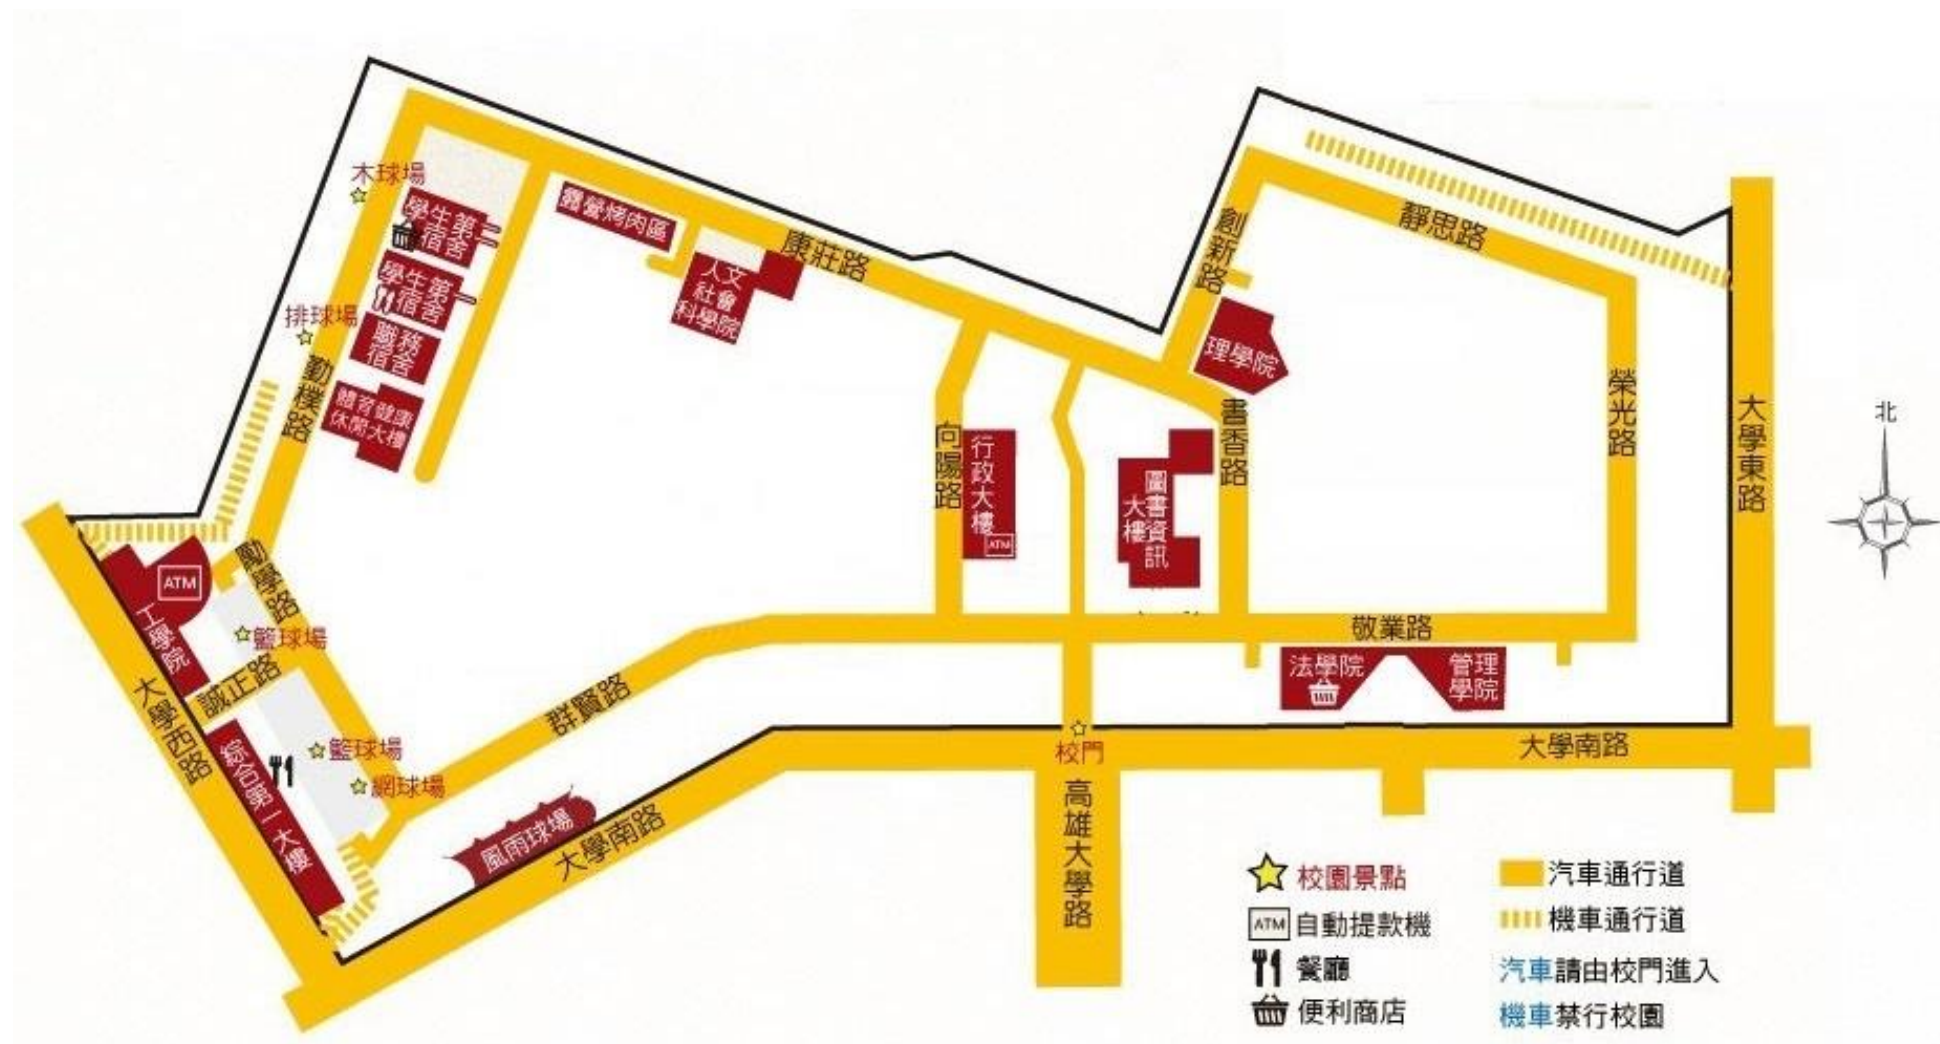 木球場
學生第一
宿舍
露營烤肉區
人文
社會
科學院
康莊路
創新路
靜思路
學生第二
宿舍
排球場
職務
宿舍
勤樸路
體育健康
休閒大樓
理學院
向陽路
行政大樓
ATM
圖書資訊
大樓
書香路
榮光路
大學東路
北
ATM
工學院
勵學路
籃球場
誠正路
大學西路
綜合第一大樓
籃球場
網球場
群賢路
敬業路
法學院
管理
學院
校門
大學南路
風雨球場
大學南路
高雄大學路
校園景點
ATM 自動提款機
餐廳
便利商店
汽車通行道
機車通行道
汽車請由校門進入
機車禁行校園